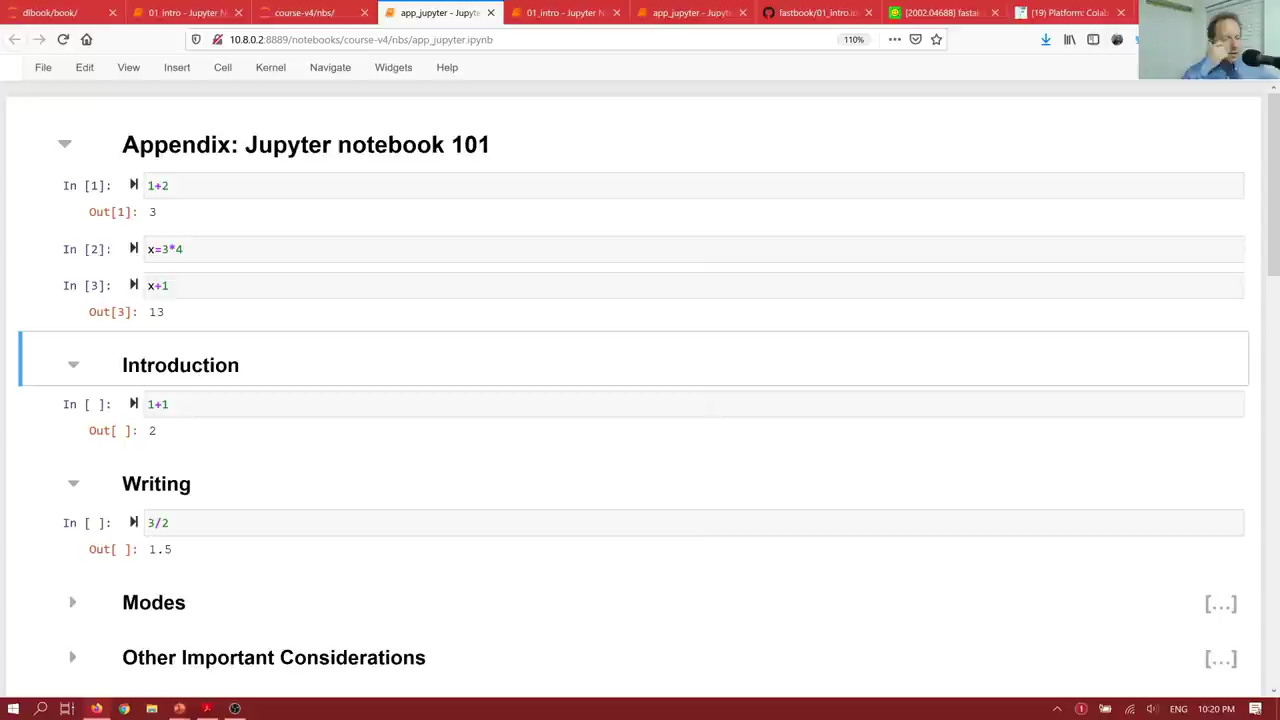 dlbook/book/
01_intro - Jupyter N
course-v4/nbs/
app_jupyter - Jupyte
01_intro - Jupyter N
app_jupyter - Jupyt
fastbook/01_intro.i
[2002.04688] fastai
(19) Platform: Colab
10.8.0.2:8889/notebooks/course-v4/nbs/app_jupyter.ipynb
110%
File Edit View Insert Cell Kernel Navigate Widgets Help
Appendix: Jupyter notebook 101
In [1]: 1+2
Out[1]: 3
In [2]: x=3*4
In [3]: x+1
Out[3]: 13
Introduction
In [ ]: 1+1
Out[ ]: 2
Writing
In [ ]: 3/2
Out[ ]: 1.5
Modes [...]
Other Important Considerations [...]
ENG 10:20 PM